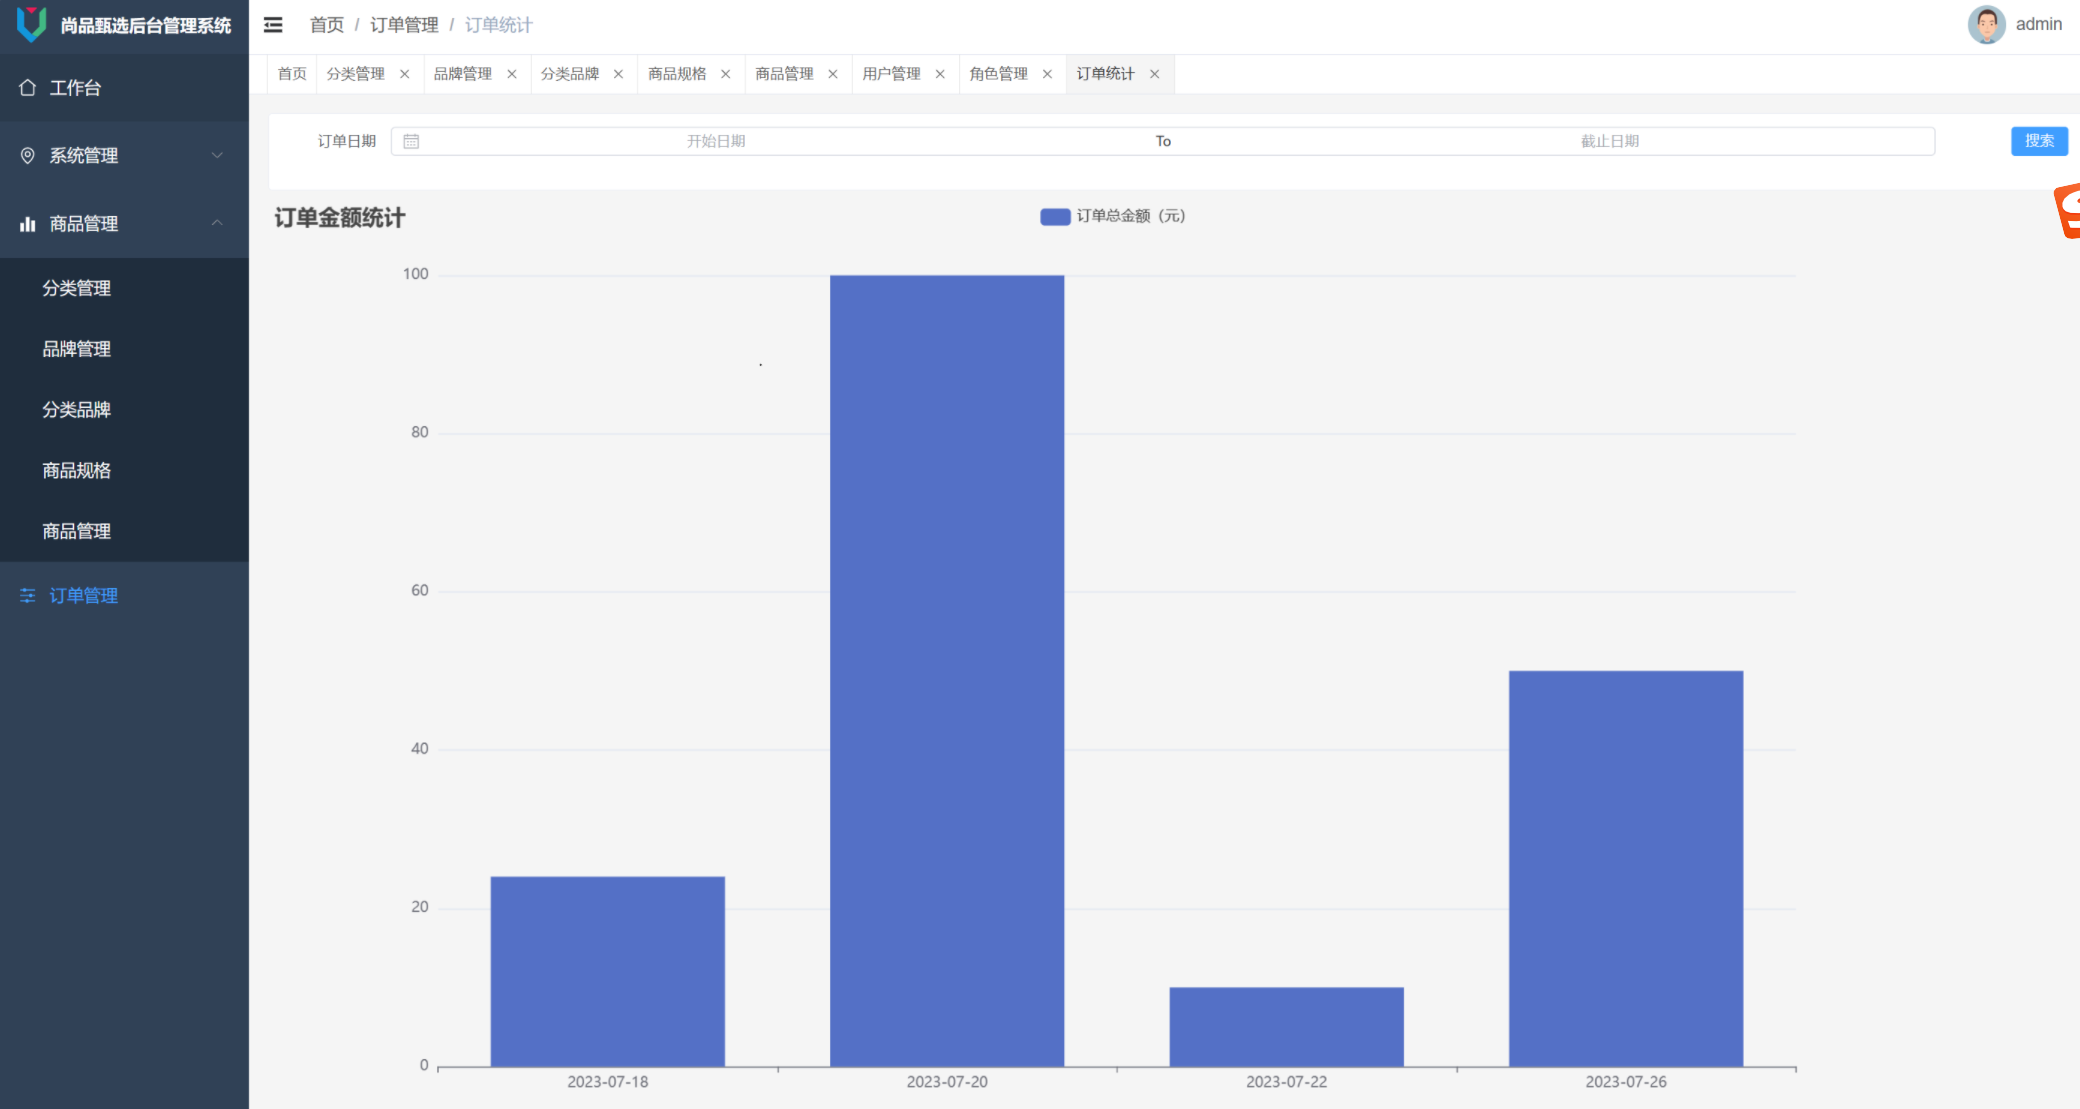 尚品甄选后台管理系统
首页 / 订单管理 / 订单统计
admin
首页 分类管理 品牌管理 分类品牌 商品规格 商品管理 用户管理 角色管理 订单统计
工作台
系统管理
商品管理
分类管理
品牌管理
分类品牌
商品规格
商品管理
订单管理
订单日期 开始日期 To 截止日期 搜索
订单金额统计
订单总金额（元）
100
80
60
40
20
0
2023-07-18 2023-07-20 2023-07-22 2023-07-26